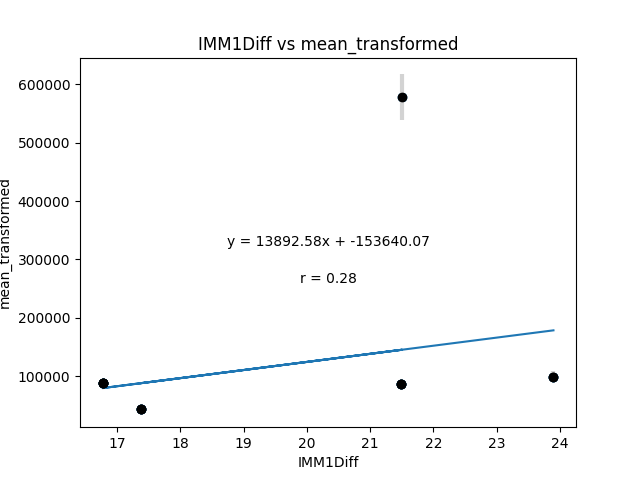 IMM1Diff vs mean_transformed
600000
500000
400000
300000
200000
100000
mean_transformed
y = 13892.58x + -153640.07
r = 0.28
17 18 19 20 21 22 23 24
IMM1Diff